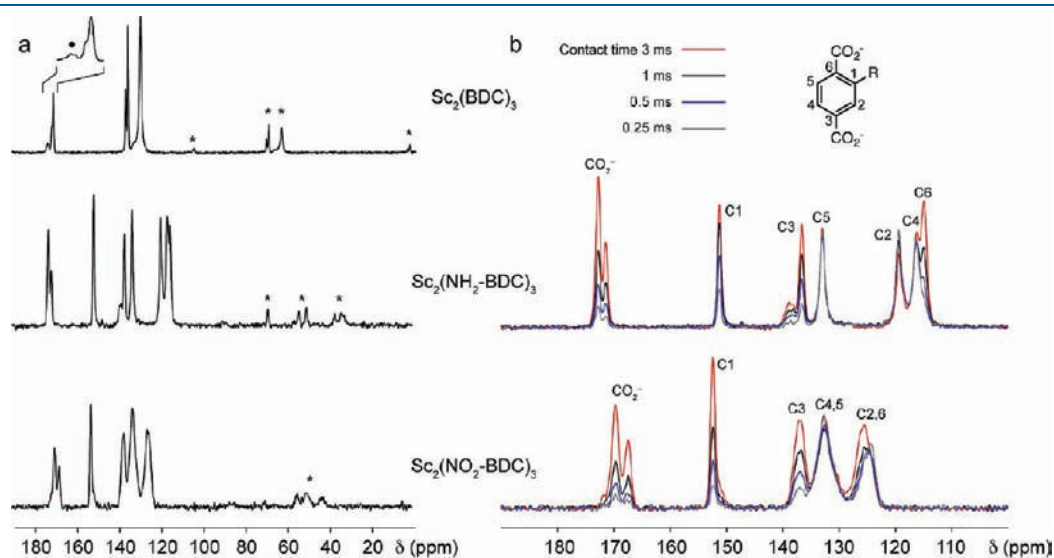 a
*
*
*
*
Sc₂(BDC)₃
*
*
*
Sc₂(NH₂-BDC)₃
*
Sc₂(NO₂-BDC)₃
180 160 140 120 100 80 60 40 20 δ (ppm)
b
Contact time 3 ms
1 ms
0.5 ms
0.25 ms
CO₂⁻
6
1
R
5
4
2
3
CO₂⁻
CO₂⁻
C1
C3
C5
C2
C4
C6
CO₂⁻
C1
C3
C4,5
C2,6
180 170 160 150 140 130 120 110 δ (ppm)